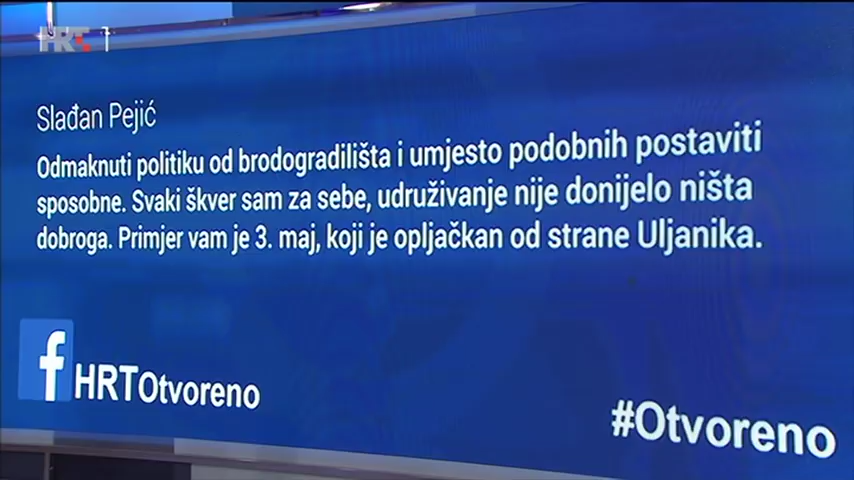 HRT 1
Slađan Pejić
Odmaknuti politiku od brodogradilišta i umjesto podobnih postaviti
sposobne. Svaki škver sam za sebe, udruživanje nije donijelo ništa
dobroga. Primjer vam je 3. maj, koji je opljačkan od strane Uljanika.
f HRTOtvoreno
#Otvoreno